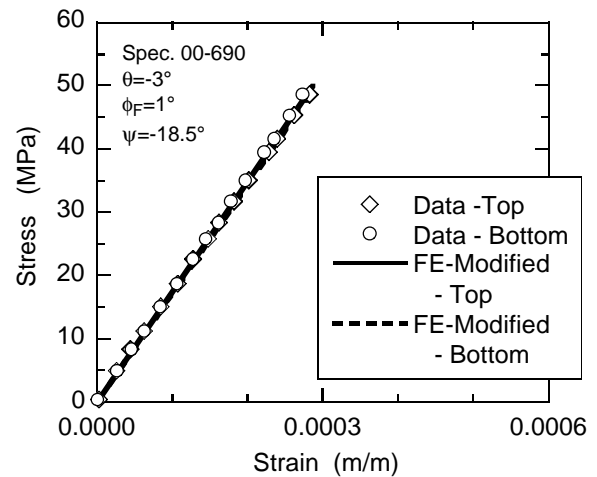 60
50
40
30
20
10
0
Stress (MPa)
Spec. 00-690
θ=-3°
ϕF=1°
ψ=-18.5°
Data -Top
Data - Bottom
FE-Modified
- Top
FE-Modified
- Bottom
0.0000
0.0003
0.0006
Strain (m/m)